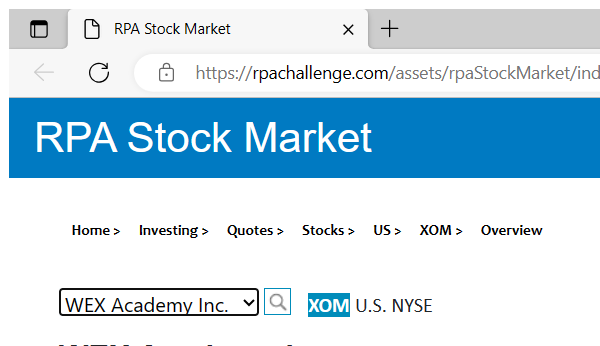 RPA Stock Market
https://rpachallenge.com/assets/rpaStockMarket/ind
RPA Stock Market
Home > Investing > Quotes > Stocks > US > XOM > Overview
WEX Academy Inc. XOM U.S. NYSE